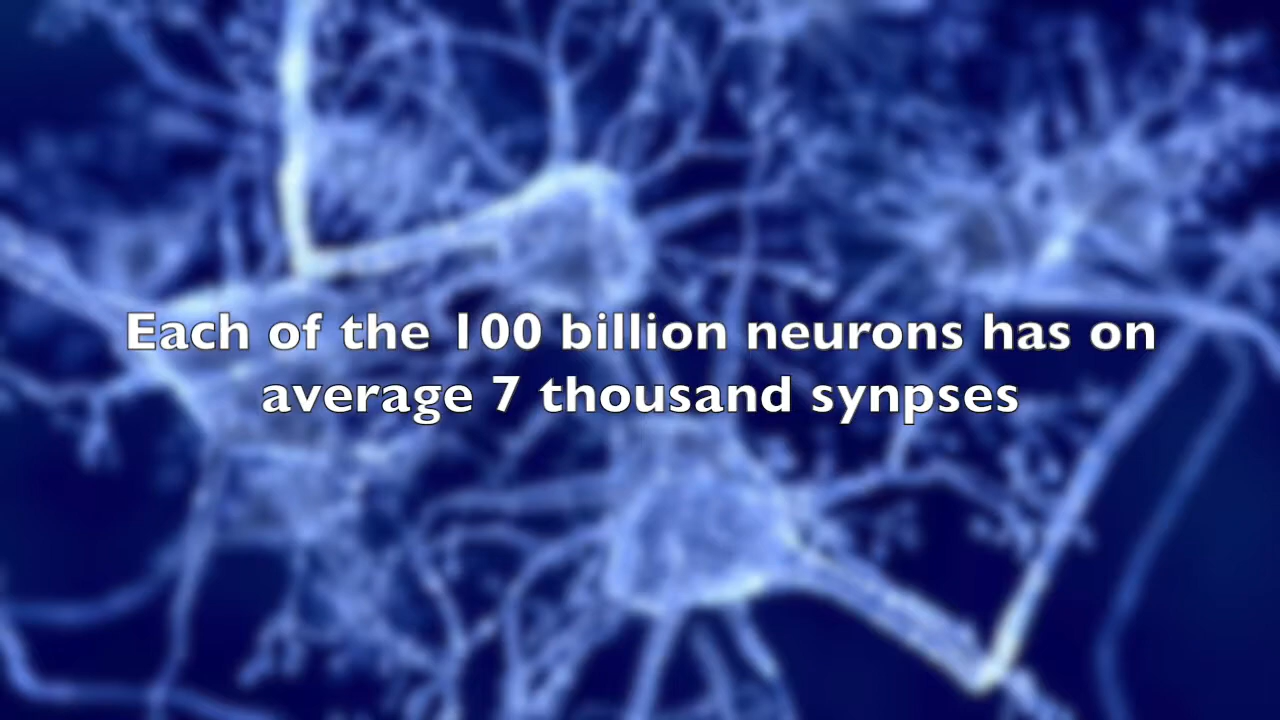 Each of the 100 billion neurons has on
average 7 thousand synpses